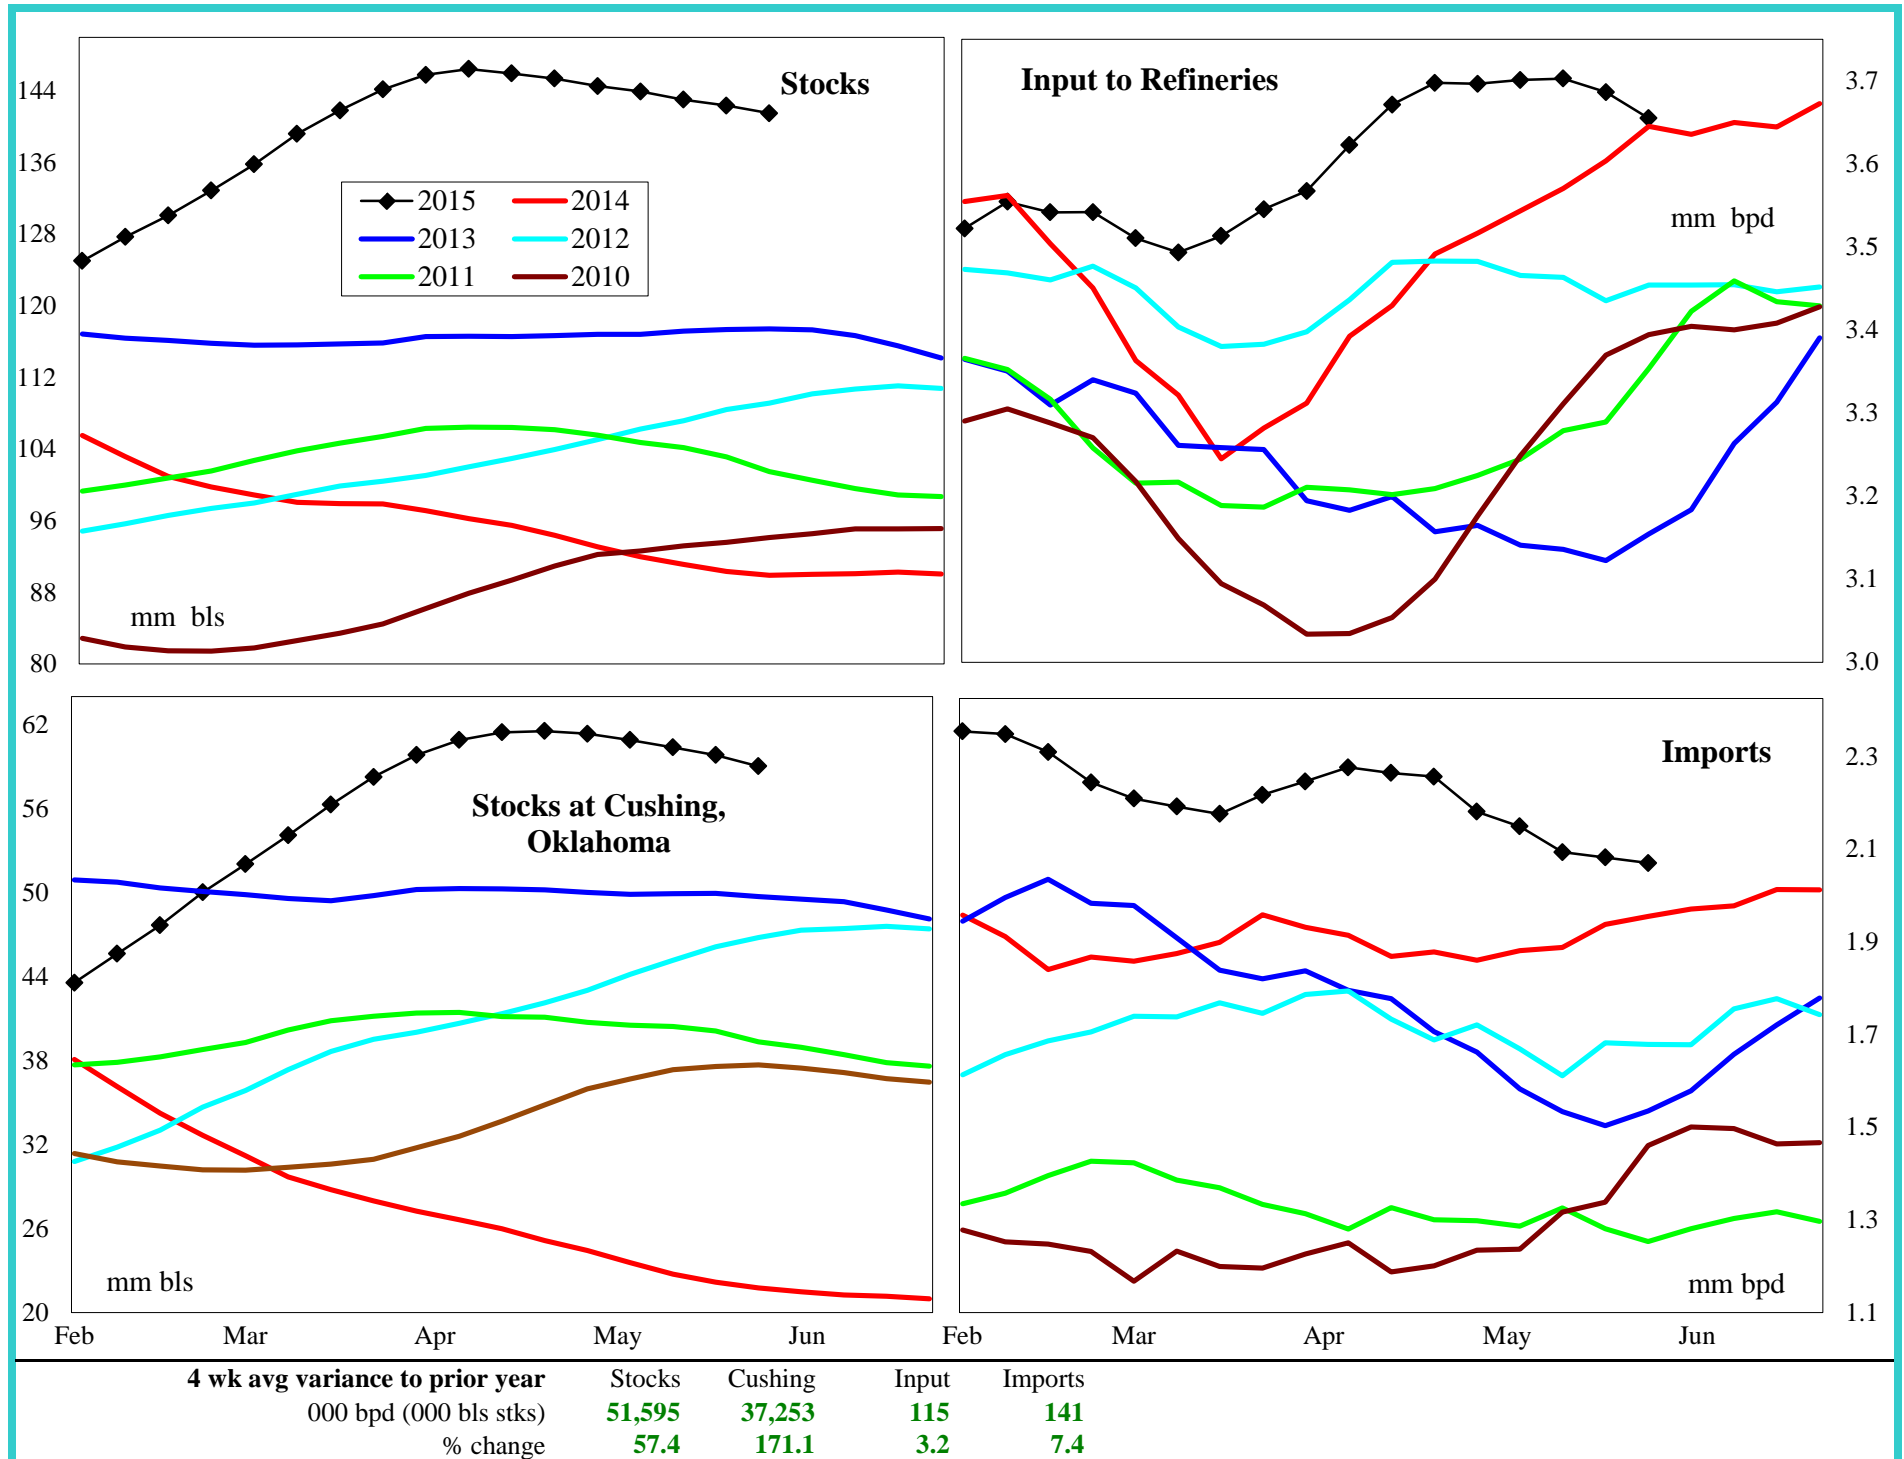 Stocks
144
136
128
120
112
104
96
88
80
2015 2014
2013 2012
2011 2010
mm bls
Input to Refineries
3.7
3.6
3.5
3.4
3.3
3.2
3.1
3.0
mm bpd
62
56
50
44
38
32
26
20
Stocks at Cushing,
Oklahoma
mm bls
Feb Mar Apr May Jun
Imports
2.3
2.1
1.9
1.7
1.5
1.3
1.1
mm bpd
Feb Mar Apr May Jun
4 wk avg variance to prior year Stocks Cushing Input Imports
000 bpd (000 bls stks) 51,595 37,253 115 141
% change 57.4 171.1 3.2 7.4